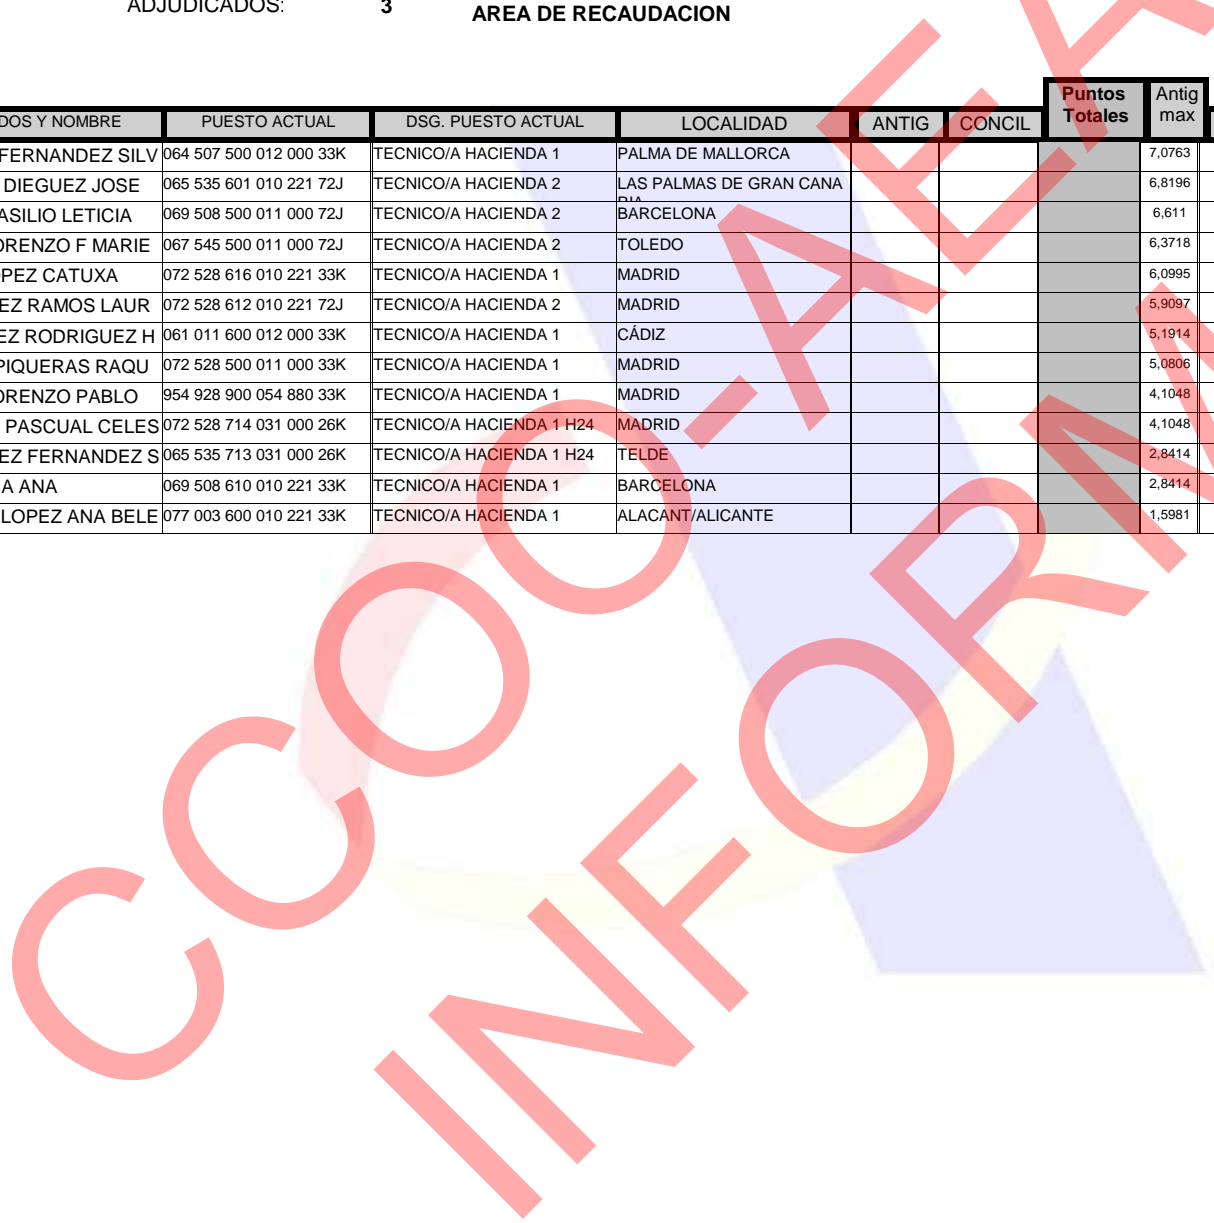 ADJUDICADOS: 3
AREA DE RECAUDACION
DOS Y NOMBRE PUESTO ACTUAL DSG. PUESTO ACTUAL LOCALIDAD ANTIG CONCIL Puntos Totales Antig max
FERNANDEZ SILV 064 507 500 012 000 33K TECNICO/A HACIENDA 1 PALMA DE MALLORCA 7,0763
DIEGUEZ JOSE 065 535 601 010 221 72J TECNICO/A HACIENDA 2 LAS PALMAS DE GRAN CANA 6,8196
ASILIO LETICIA 069 508 500 011 000 72J TECNICO/A HACIENDA 2 BARCELONA 6,611
ORENZO F MARIE 067 545 500 011 000 72J TECNICO/A HACIENDA 2 TOLEDO 6,3718
PEZ CATUXA 072 528 616 010 221 33K TECNICO/A HACIENDA 1 MADRID 6,0995
EZ RAMOS LAUR 072 528 612 010 221 72J TECNICO/A HACIENDA 2 MADRID 5,9097
EZ RODRIGUEZ H 061 011 600 012 000 33K TECNICO/A HACIENDA 1 CÁDIZ 5,1914
PIQUERAS RAQU 072 528 500 011 000 33K TECNICO/A HACIENDA 1 MADRID 5,0806
ORENZO PABLO 954 928 900 054 880 33K TECNICO/A HACIENDA 1 MADRID 4,1048
PASCUAL CELES 072 528 714 031 000 26K TECNICO/A HACIENDA 1 H24 MADRID 4,1048
EZ FERNANDEZ S 065 535 713 031 000 26K TECNICO/A HACIENDA 1 H24 TELDE 2,8414
A ANA 069 508 610 010 221 33K TECNICO/A HACIENDA 1 BARCELONA 2,8414
LOPEZ ANA BELE 077 003 600 010 221 33K TECNICO/A HACIENDA 1 ALACANT/ALICANTE 1,5981
CCOO-AEA
INFORM